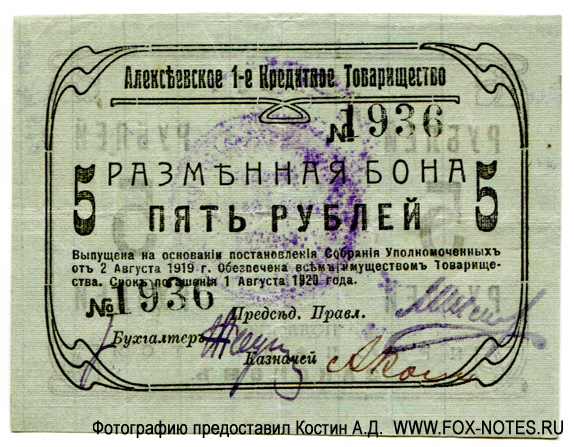 Алексѣевское 1-е Кредитное Товарищество
№ 1936
5 РАЗМѢННАЯ БОНА 5
ПЯТЬ РУБЛЕЙ
Выпущена на основаніи постановленія Собранія Уполномоченныхъ
отъ 2 Августа 1919 г. Обезпечена всѣмъ имуществомъ Товарище-
ства. Срокъ погашенія 1 Августа 1920 года.
№ 1936
Предсѣд. Правл.
Бухгалтеръ
Казначей
Фотографию предоставил Костин А.Д. WWW.FOX-NOTES.RU